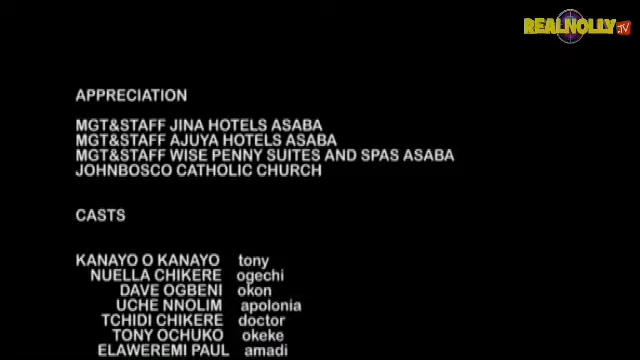 REALNOLLY.TV
APPRECIATION
MGT&STAFF JINA HOTELS ASABA
MGT&STAFF AJUYA HOTELS ASABA
MGT&STAFF WISE PENNY SUITES AND SPAS ASABA
JOHNBOSCO CATHOLIC CHURCH
CASTS
KANAYO O KANAYO tony
NUELLA CHIKERE ogechi
DAVE OGBENI okon
UCHE NNOLIM apolonia
TCHIDI CHIKERE doctor
TONY OCHUKO okeke
ELAWEREMI PAUL amadi